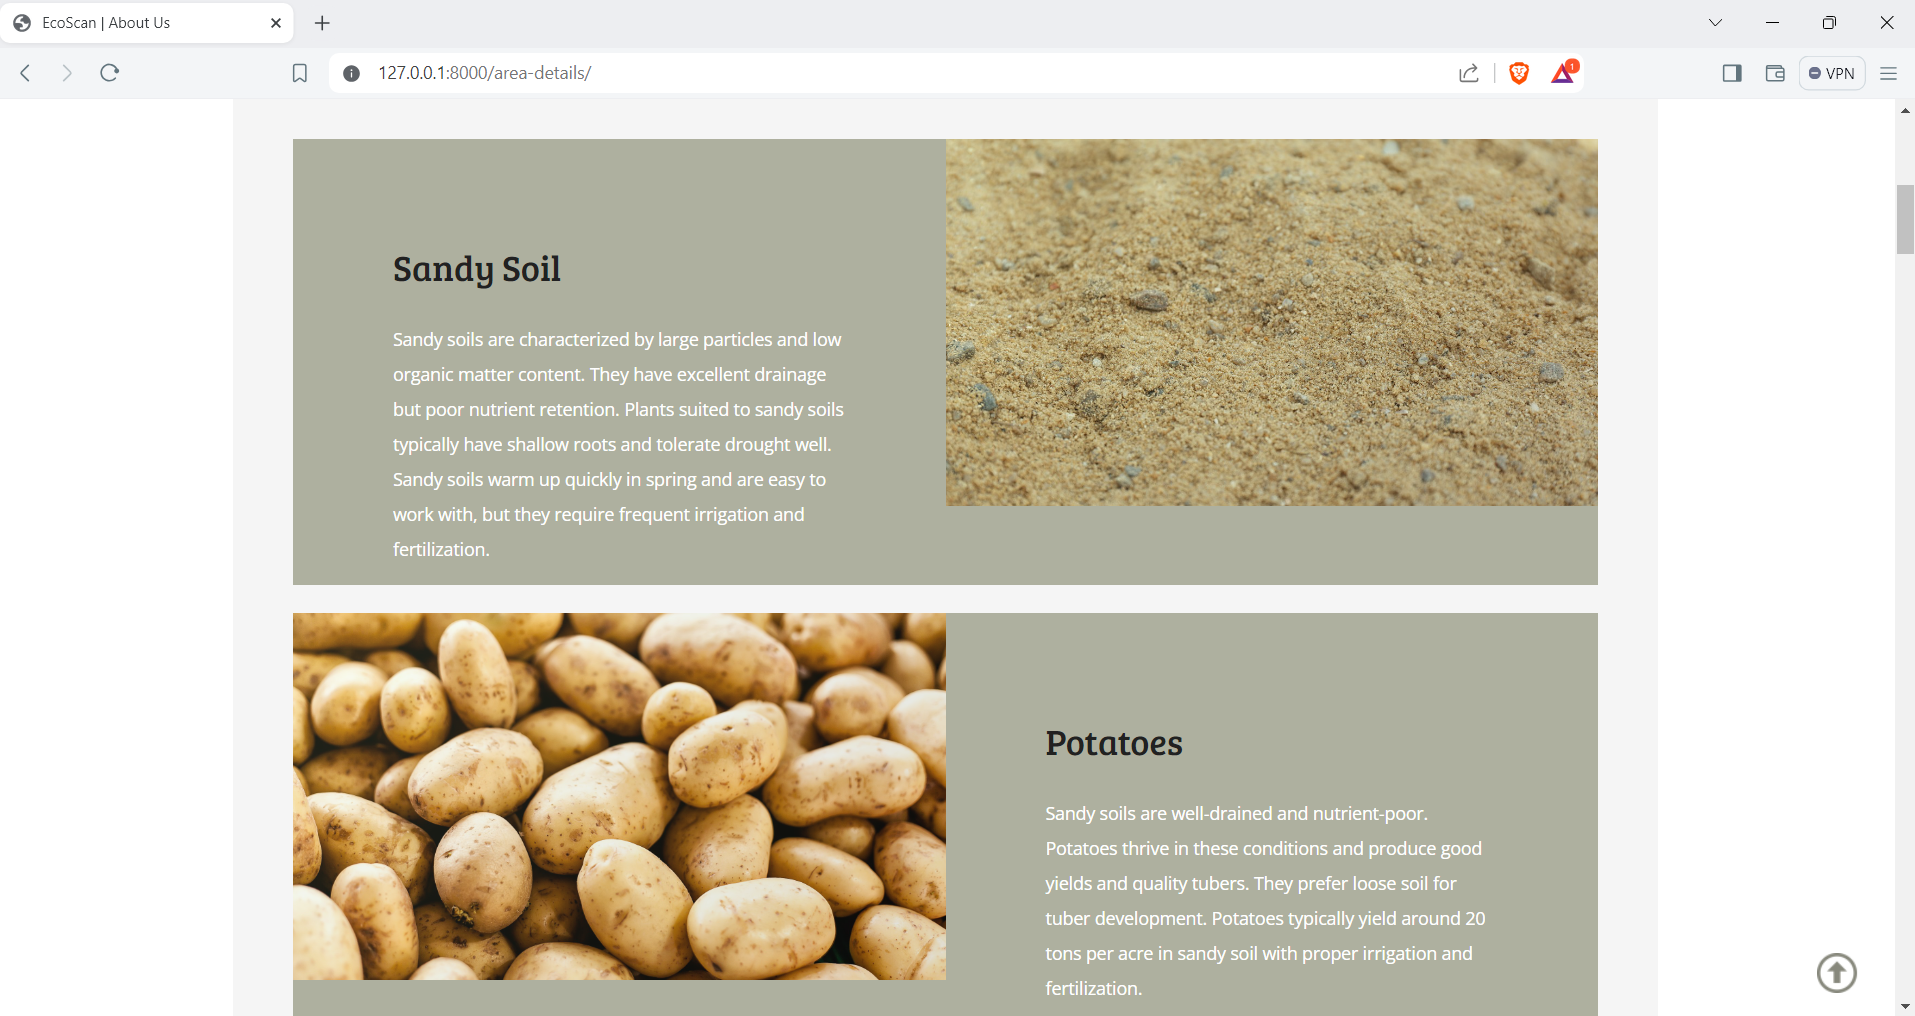 EcoScan | About Us
127.0.0.1:8000/area-details/
1
VPN
Sandy Soil
Sandy soils are characterized by large particles and low
organic matter content. They have excellent drainage
but poor nutrient retention. Plants suited to sandy soils
typically have shallow roots and tolerate drought well.
Sandy soils warm up quickly in spring and are easy to
work with, but they require frequent irrigation and
fertilization.
Potatoes
Sandy soils are well-drained and nutrient-poor.
Potatoes thrive in these conditions and produce good
yields and quality tubers. They prefer loose soil for
tuber development. Potatoes typically yield around 20
tons per acre in sandy soil with proper irrigation and
fertilization.